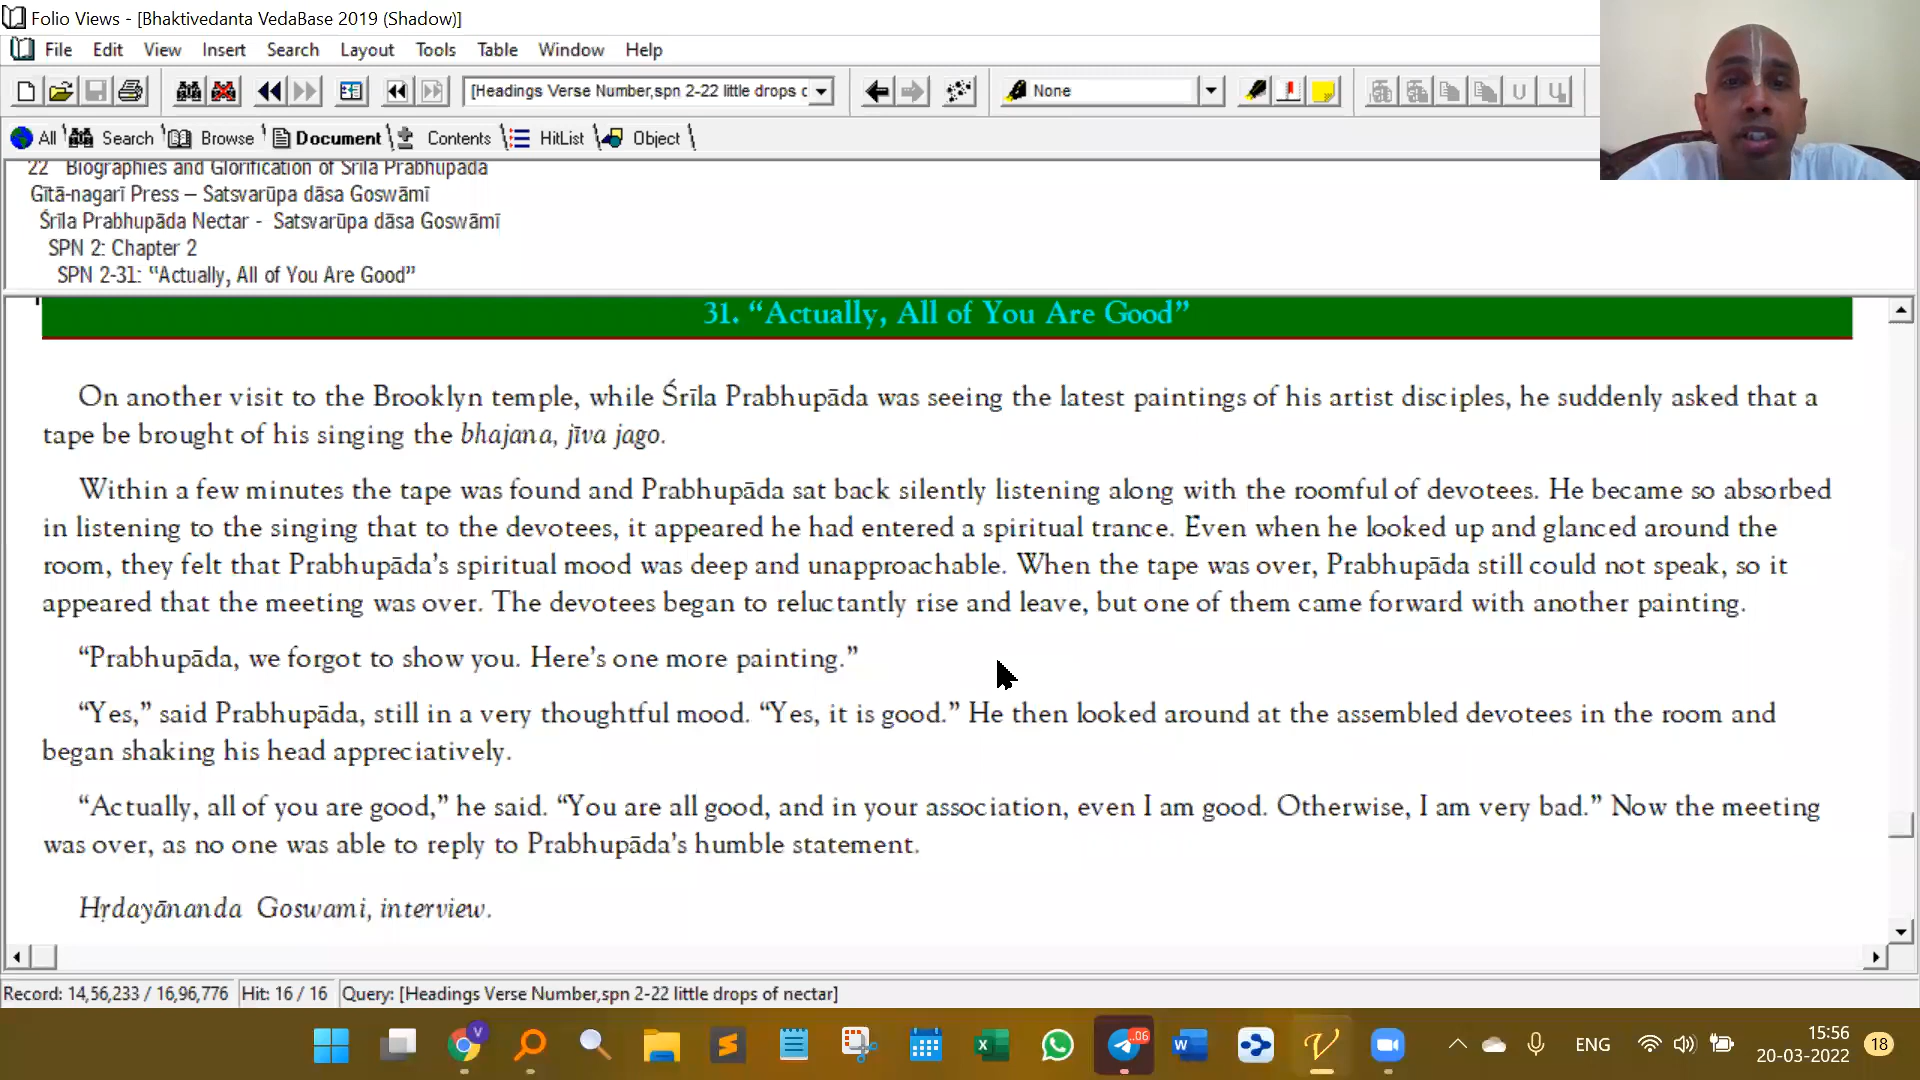 Folio Views - [Bhaktivedanta VedaBase 2019 (Shadow)]
File Edit View Insert Search Layout Tools Table Window Help
[Headings Verse Number,spn 2-22 little drops c
None
All Search Browse Document Contents HitList Object
22 Biographies and Glorification of Śrīla Prabhupāda
Gītā-nagarī Press – Satsvarūpa dāsa Goswāmī
Śrīla Prabhupāda Nectar - Satsvarūpa dāsa Goswāmī
SPN 2: Chapter 2
SPN 2-31: “Actually, All of You Are Good”
31. “Actually, All of You Are Good”
On another visit to the Brooklyn temple, while Śrīla Prabhupāda was seeing the latest paintings of his artist disciples, he suddenly asked that a
tape be brought of his singing the bhajana, jīva jago.
Within a few minutes the tape was found and Prabhupāda sat back silently listening along with the roomful of devotees. He became so absorbed
in listening to the singing that to the devotees, it appeared he had entered a spiritual trance. Even when he looked up and glanced around the
room, they felt that Prabhupāda’s spiritual mood was deep and unapproachable. When the tape was over, Prabhupāda still could not speak, so it
appeared that the meeting was over. The devotees began to reluctantly rise and leave, but one of them came forward with another painting.
“Prabhupāda, we forgot to show you. Here’s one more painting.”
“Yes,” said Prabhupāda, still in a very thoughtful mood. “Yes, it is good.” He then looked around at the assembled devotees in the room and
began shaking his head appreciatively.
“Actually, all of you are good,” he said. “You are all good, and in your association, even I am good. Otherwise, I am very bad.” Now the meeting
was over, as no one was able to reply to Prabhupāda’s humble statement.
Hṛdayānanda Goswami, interview.
Record: 14,56,233 / 16,96,776 Hit: 16 / 16 Query: [Headings Verse Number,spn 2-22 little drops of nectar]
ENG
15:56
20-03-2022
18